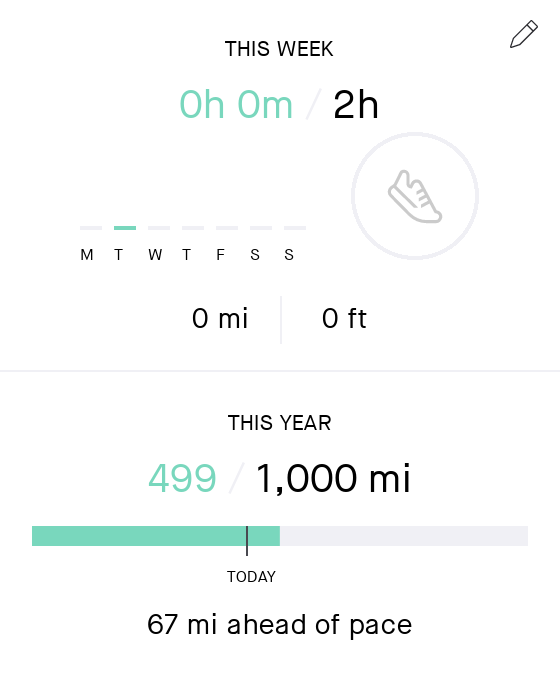 THIS WEEK
0h 0m / 2h
M T W T F S S
0 mi 0 ft
THIS YEAR
499 / 1,000 mi
TODAY
67 mi ahead of pace